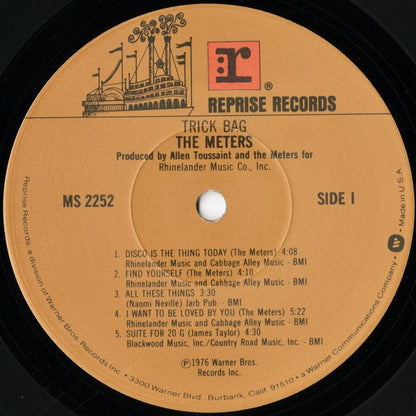 r®
REPRISE RECORDS
TRICK BAG
THE METERS
Produced by Allen Toussaint and the Meters for
Rhinelander Music Co., Inc.
MS 2252
SIDE I
1. DISCO IS THE THING TODAY (The Meters) 4:08
Rhinelander Music and Cabbage Alley Music - BMI
2. FIND YOURSELF (The Meters) 4:10
Rhinelander Music and Cabbage Alley Music - BMI
3. ALL THESE THINGS 3:30
(Naomi Neville) Jarb Pub. - BMI
4. I WANT TO BE LOVED BY YOU (The Meters) 5:22
Rhinelander Music and Cabbage Alley Music - BMI
5. SUITE FOR 20 G (James Taylor) 4:30
Blackwood Music, Inc./Country Road Music, Inc. - BMI
℗1976 Warner Bros.
Records Inc.
Reprise Records, a division of Warner Bros. Records Inc. • 3300 Warner Blvd., Burbank, Calif. 91510 • a Warner Communications Company • W • Made in U.S.A.